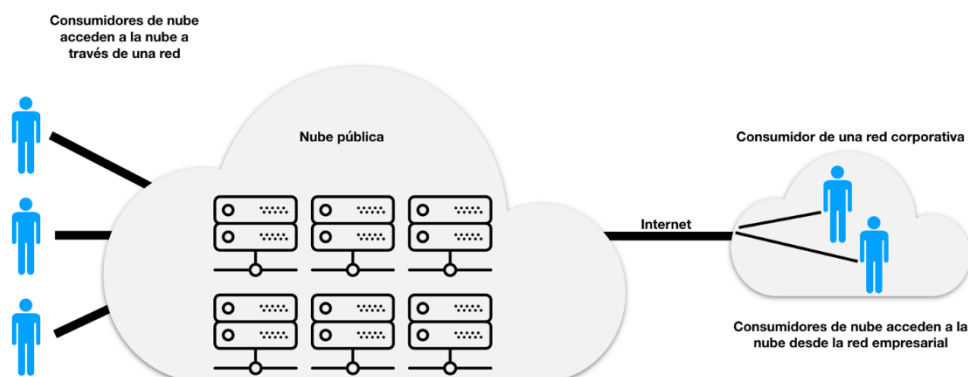 Consumidores de nube
acceden a la nube a
través de una red
Nube pública
Consumidor de una red corporativa
Internet
Consumidores de nube acceden a la
nube desde la red empresarial